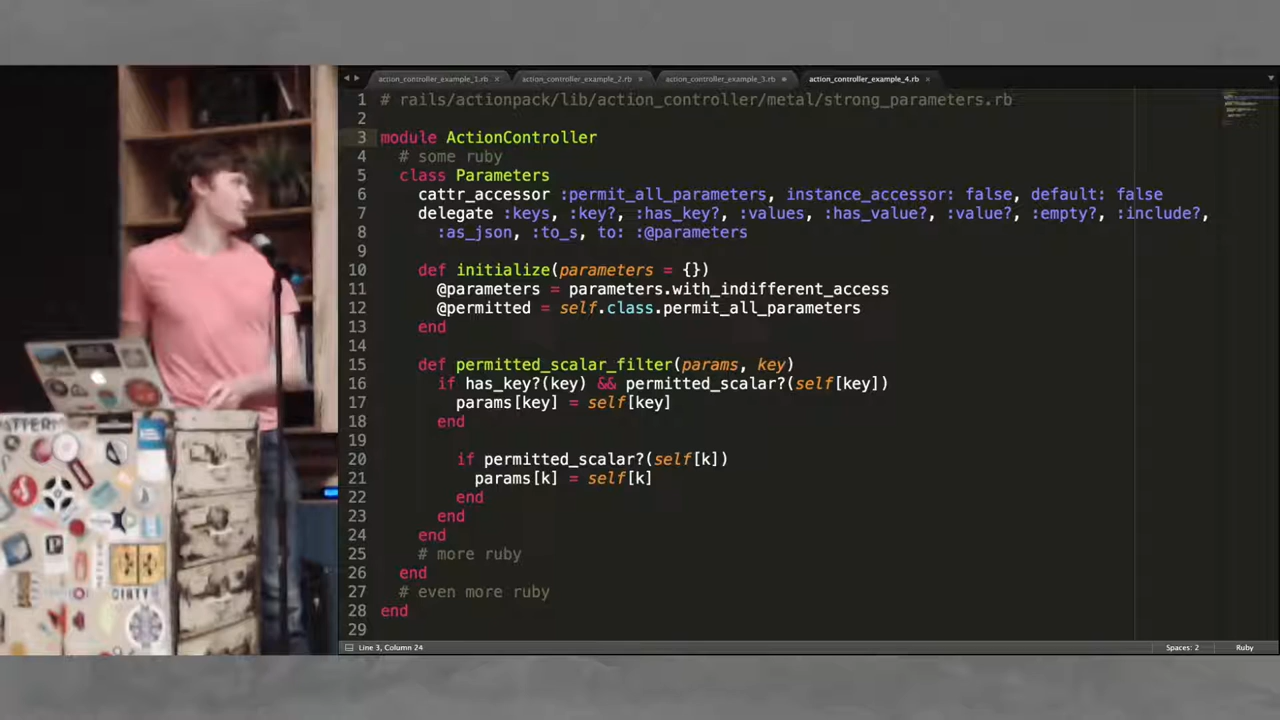 action_controller_example_1.rb
action_controller_example_2.rb
action_controller_example_3.rb
action_controller_example_4.rb
1 # rails/actionpack/lib/action_controller/metal/strong_parameters.rb
2
3 module ActionController
4 # some ruby
5 class Parameters
6 cattr_accessor :permit_all_parameters, instance_accessor: false, default: false
7 delegate :keys, :key?, :has_key?, :values, :has_value?, :value?, :empty?, :include?,
8 :as_json, :to_s, to: :@parameters
9
10 def initialize(parameters = {})
11 @parameters = parameters.with_indifferent_access
12 @permitted = self.class.permit_all_parameters
13 end
14
15 def permitted_scalar_filter(params, key)
16 if has_key?(key) && permitted_scalar?(self[key])
17 params[key] = self[key]
18 end
19
20 if permitted_scalar?(self[k])
21 params[k] = self[k]
22 end
23 end
24 end
25 # more ruby
26 end
27 # even more ruby
28 end
29
Line 3, Column 24
Spaces: 2
Ruby
PATTERN
DIRTY